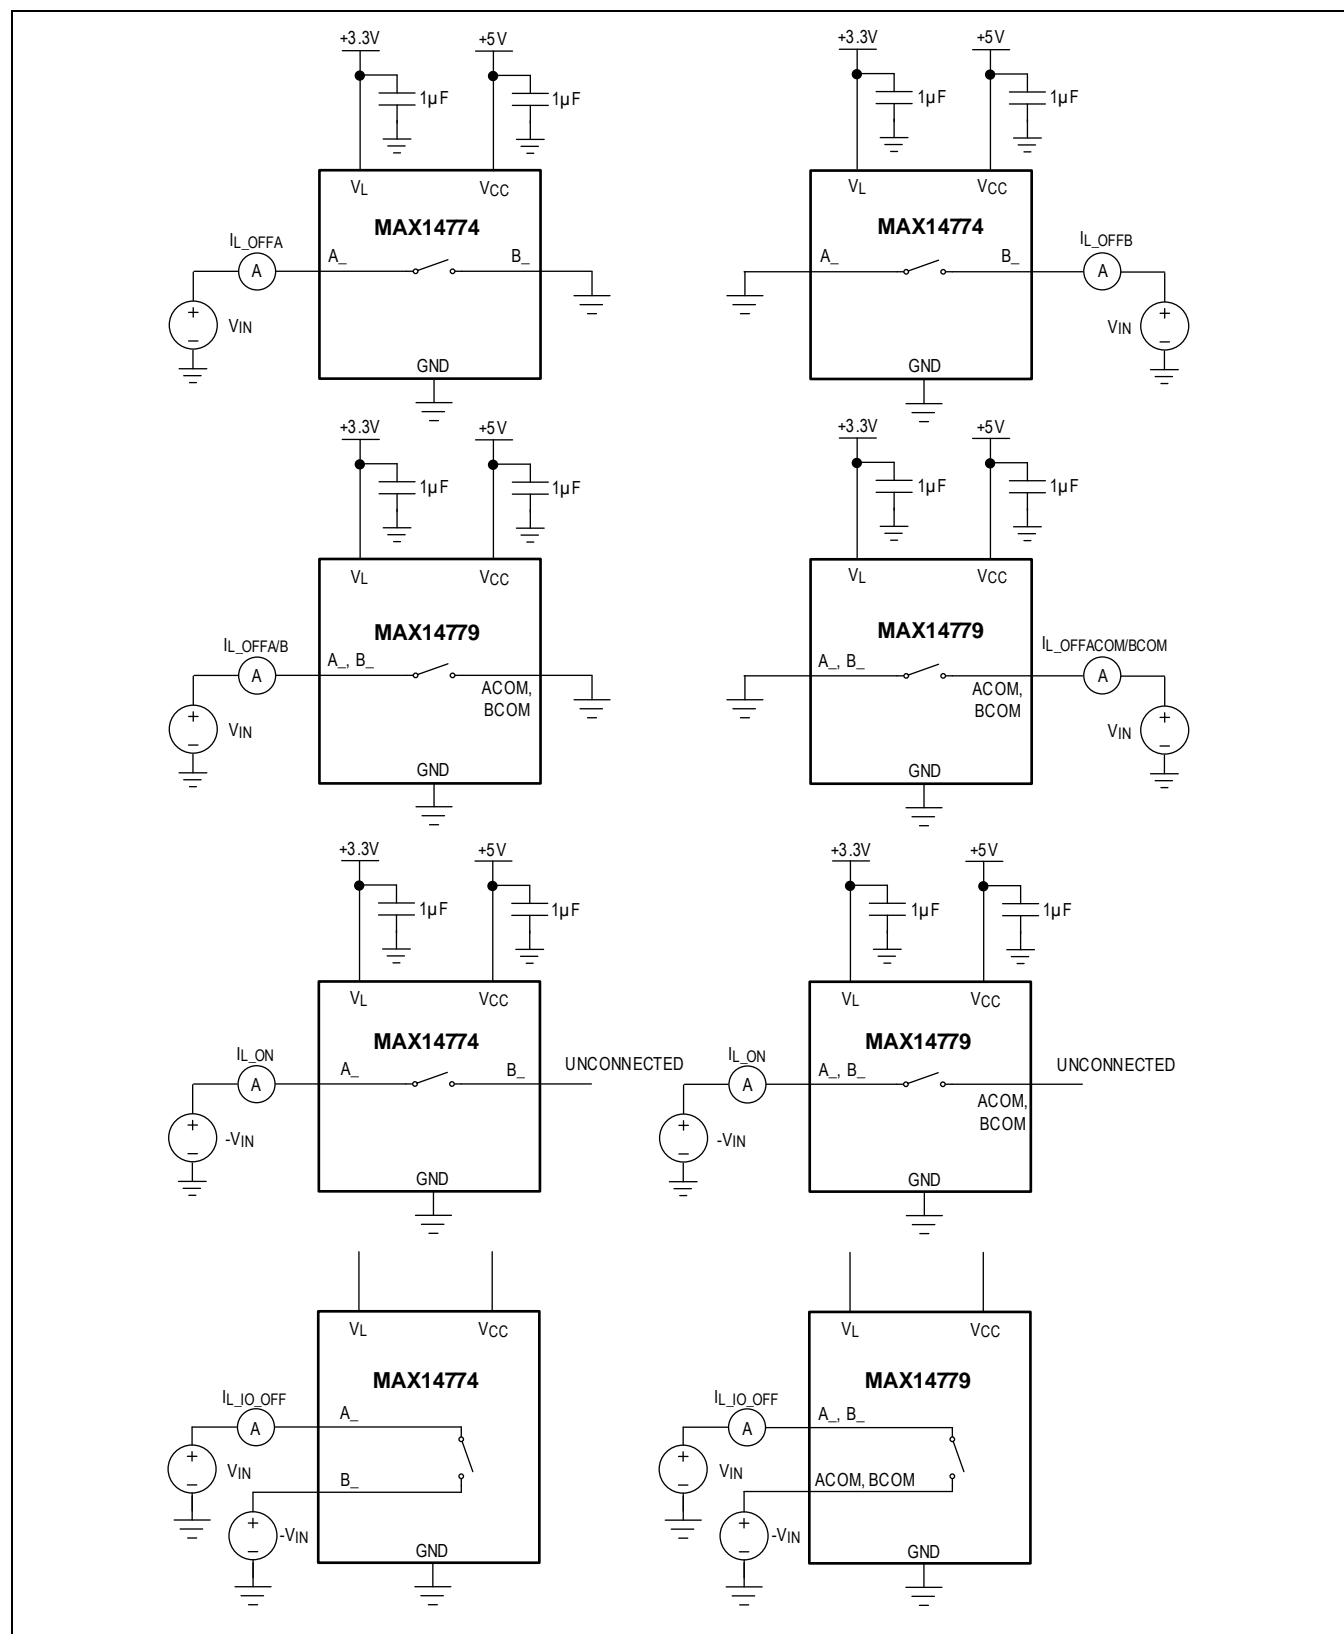 +3.3V +5V +3.3V +5V
1µF 1µF 1µF 1µF
VL VCC VL VCC
MAX14774 MAX14774
IL_OFFA IL_OFFB
A A_ B_ A_ B_ A
+ − VIN VIN + −
GND GND
+3.3V +5V +3.3V +5V
1µF 1µF 1µF 1µF
VL VCC VL VCC
MAX14779 MAX14779
IL_OFFA/B IL_OFFACOM/BCOM
A A_, B_ A_, B_ A
ACOM, ACOM,
BCOM BCOM
+ − VIN VIN + −
GND GND
+3.3V +5V +3.3V +5V
1µF 1µF 1µF 1µF
VL VCC VL VCC
MAX14774 MAX14779
IL_ON UNCONNECTED IL_ON UNCONNECTED
A A_ B_ A A_, B_
ACOM,
BCOM
+ − -VIN + − -VIN
GND GND
VL VCC VL VCC
MAX14774 MAX14779
IL_IO_OFF IL_IO_OFF
A A_ A A_, B_
+ − VIN + − VIN
B_ ACOM, BCOM
+ − -VIN + − -VIN
GND GND